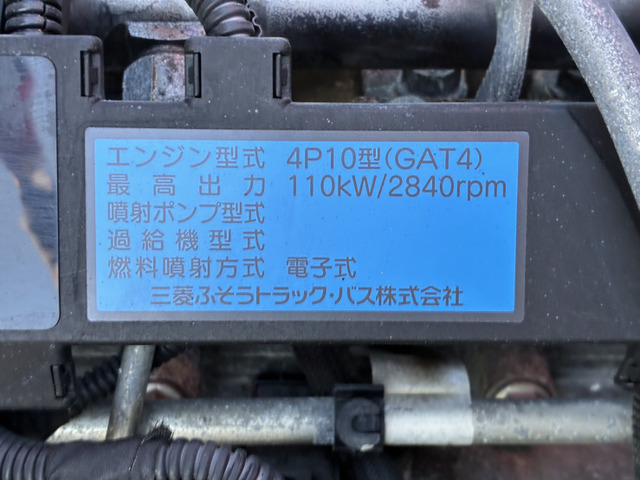 エンジン型式 4P10型(GAT4)
最高出力 110kW/2840rpm
噴射ポンプ型式
過給機型式
燃料噴射方式 電子式
三菱ふそうトラック・バス株式会社